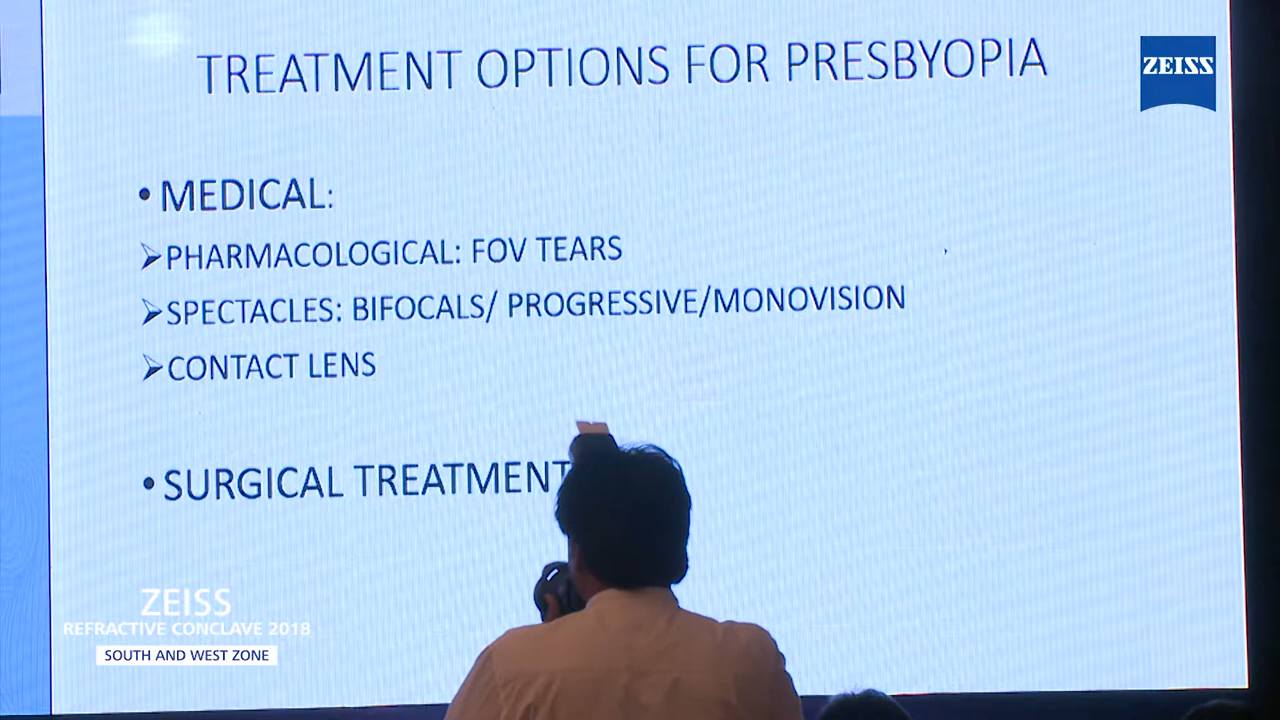 TREATMENT OPTIONS FOR PRESBYOPIA
ZEISS
• MEDICAL:
➢PHARMACOLOGICAL: FOV TEARS
➢SPECTACLES: BIFOCALS/ PROGRESSIVE/MONOVISION
➢CONTACT LENS
• SURGICAL TREATMENT
ZEISS
REFRACTIVE CONCLAVE 2018
SOUTH AND WEST ZONE